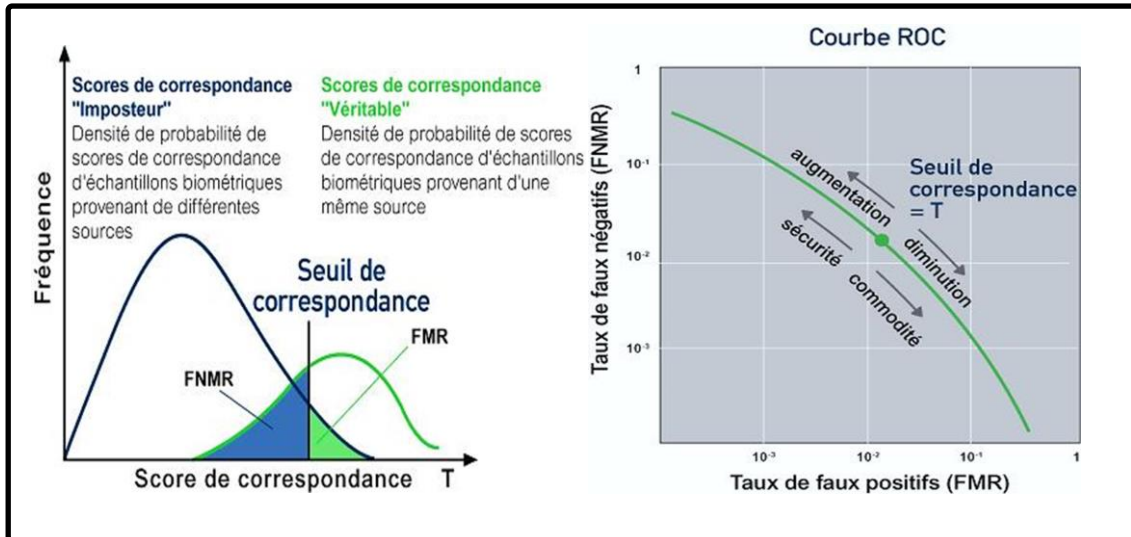 Fréquence
Scores de correspondance
"Imposteur"
Densité de probabilité de
scores de correspondance
d'échantillons biométriques
provenant de différentes
sources
Scores de correspondance
"Véritable"
Densité de probabilité de scores
de correspondance d'échantillons
biométriques provenant d'une
même source
Seuil de
correspondance
FNMR
FMR
Score de correspondance T
Courbe ROC
Taux de faux négatifs (FNMR)
1
10-1
10-2
10-3
augmentation
diminution
sécurité
commodité
Seuil de
correspondance
= T
10-3
10-2
10-1
1
Taux de faux positifs (FMR)